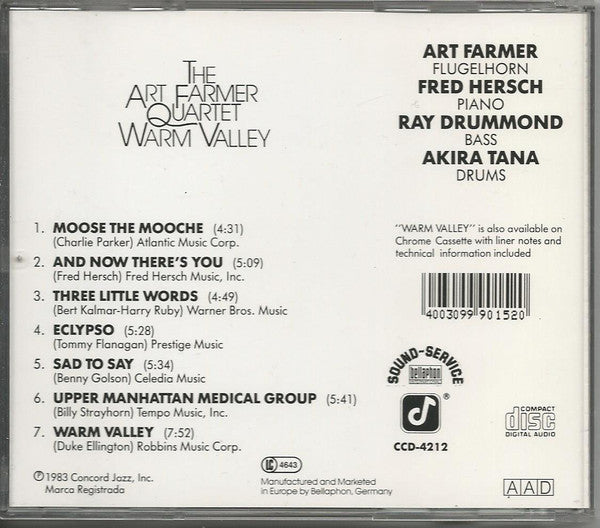 THE
ART FARMER
QUARTET
WARM VALLEY
ART FARMER
FLUGELHORN
FRED HERSCH
PIANO
RAY DRUMMOND
BASS
AKIRA TANA
DRUMS
1. MOOSE THE MOOCHE (4:31)
(Charlie Parker) Atlantic Music Corp.
2. AND NOW THERE'S YOU (5:09)
(Fred Hersch) Fred Hersch Music, Inc.
3. THREE LITTLE WORDS (4:49)
(Bert Kalmar-Harry Ruby) Warner Bros. Music
4. ECLYPSO (5:28)
(Tommy Flanagan) Prestige Music
5. SAD TO SAY (5:34)
(Benny Golson) Celedia Music
6. UPPER MANHATTAN MEDICAL GROUP (5:41)
(Billy Strayhorn) Tempo Music, Inc.
7. WARM VALLEY (7:52)
(Duke Ellington) Robbins Music Corp.
"WARM VALLEY" is also available on
Chrome Cassette with liner notes and
technical information included
4003099 901520
SOUND-SERVICE
bellaphon
®
CCD-4212
COMPACT
disc
DIGITAL AUDIO
℗ 1983 Concord Jazz, Inc.
Marca Registrada
LC 4643
Manufactured and Marketed
in Europe by Bellaphon, Germany
AAD